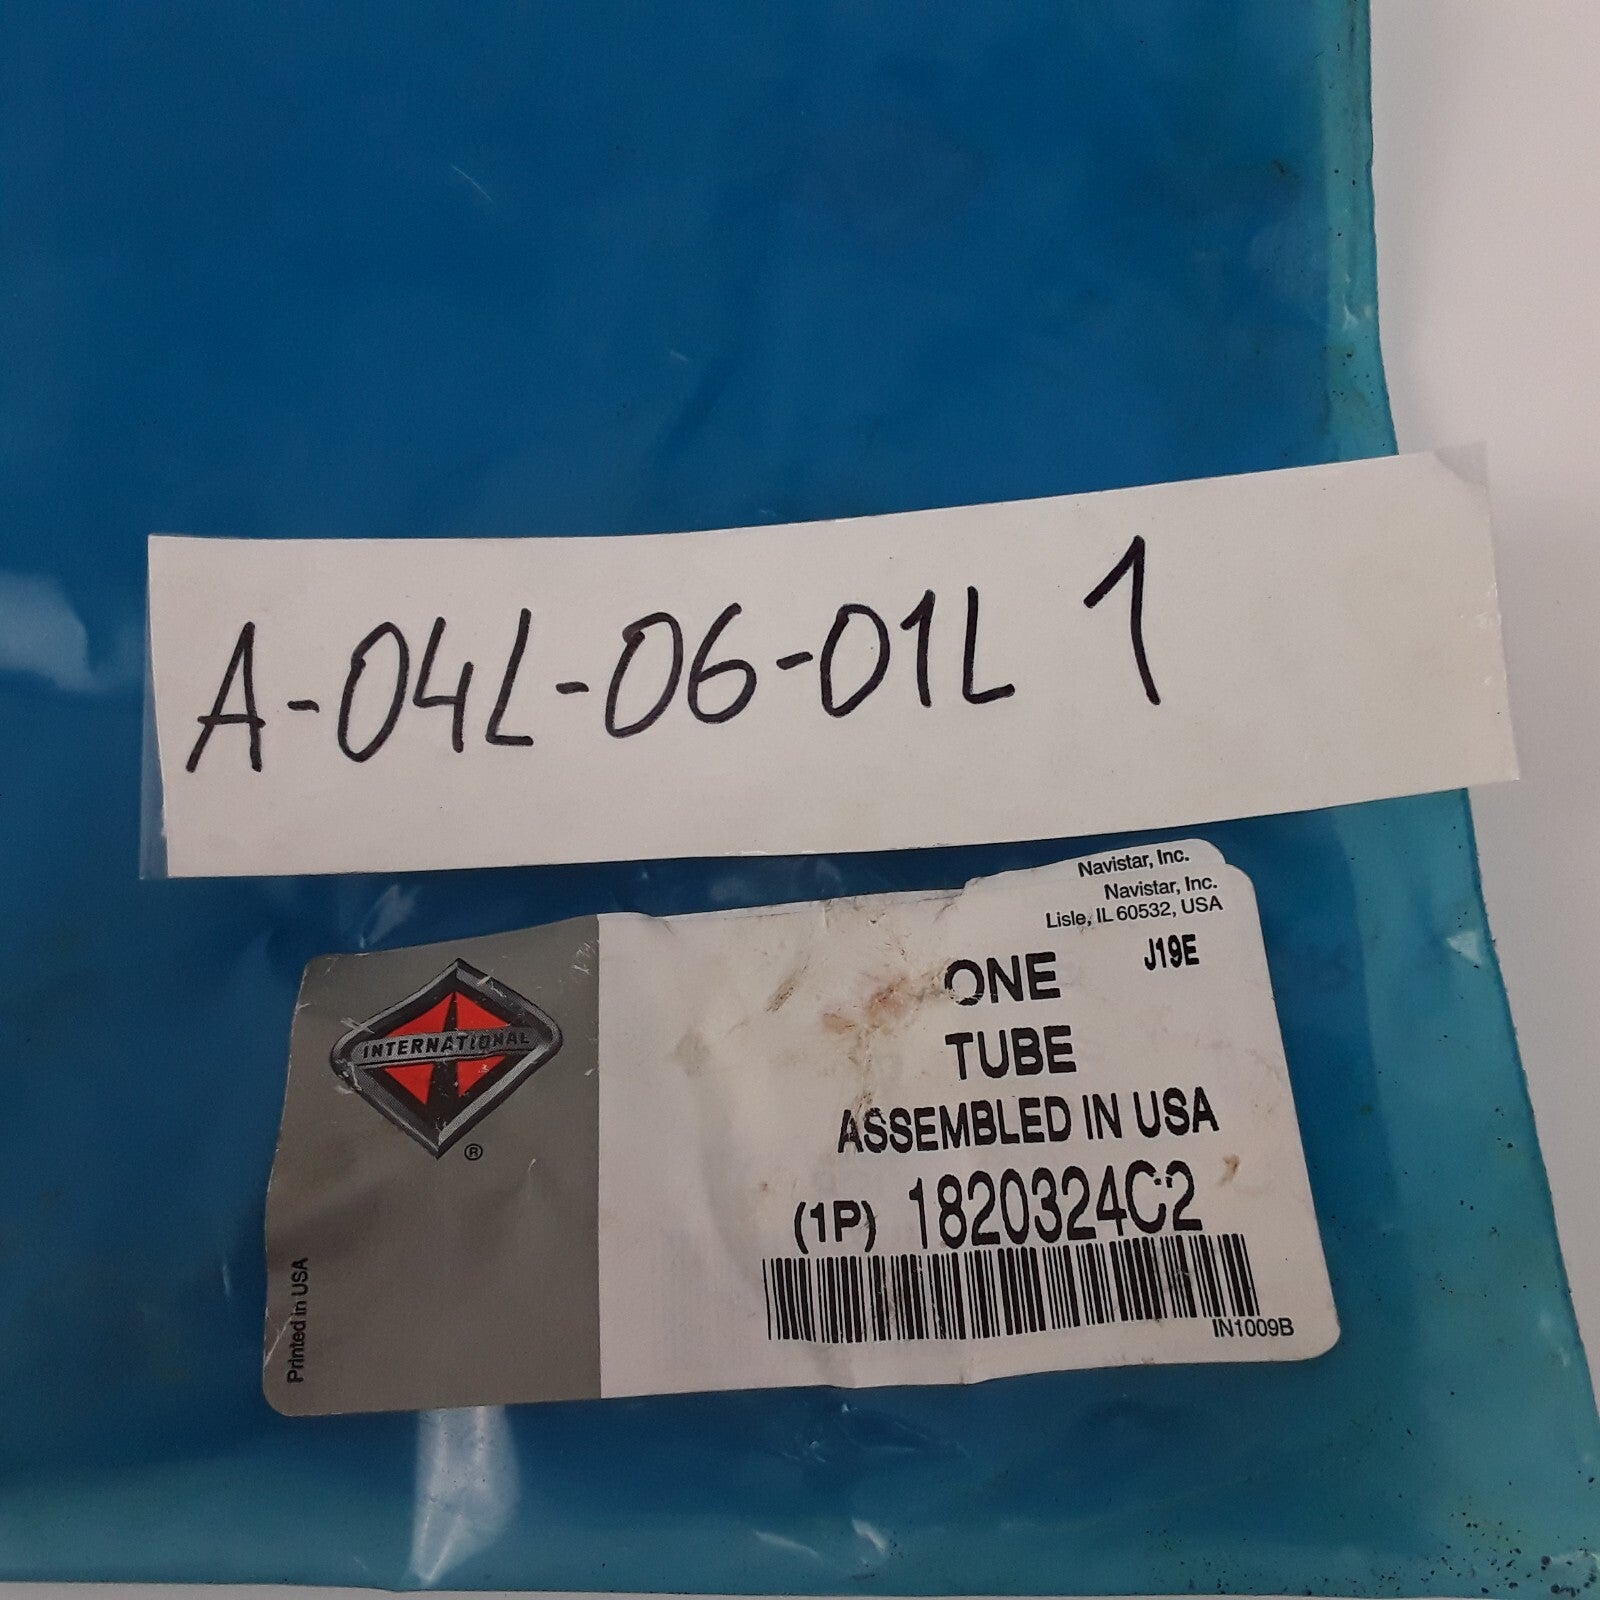 A-04L-06-01L 1
Navistar, Inc.
Navistar, Inc.
Lisle, IL 60532, USA
J19E
ONE
TUBE
ASSEMBLED IN USA
(1P) 1820324C2
IN1009B
INTERNATIONAL
®
Printed in USA